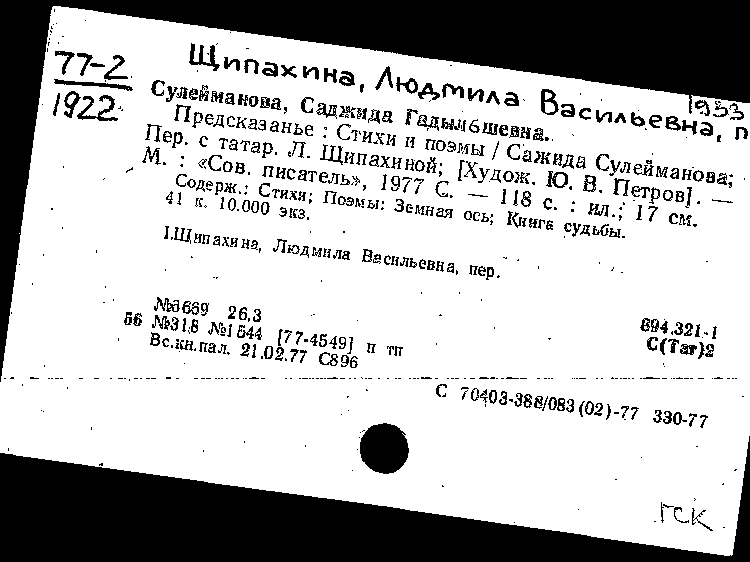 Щипахина, Людмила Васильевна, п
1933
77-2
1922
Сулейманова, Саджида Гадыльшевна.
Предсказанье : Стихи и поэмы / Сажида Сулейманова;
Пер. с татар. Л. Щипахиной; [Худож. Ю. В. Петров]. —
М. : «Сов. писатель», 1977 С. — 118 с. : ил.; 17 см.
Содерж.: Стихи; Поэмы: Земная ось; Книга судьбы.
41 к. 10.000 экз.
I.Щипахина, Людмила Васильевна, пер.
№6669 26.3
56 №318 №1544 [77-4549] п тп
Вс.кн.пал. 21.02.77 С896
894.321-1
С(Тат)2
С 70403-388/083(02)-77 330-77
ГСК